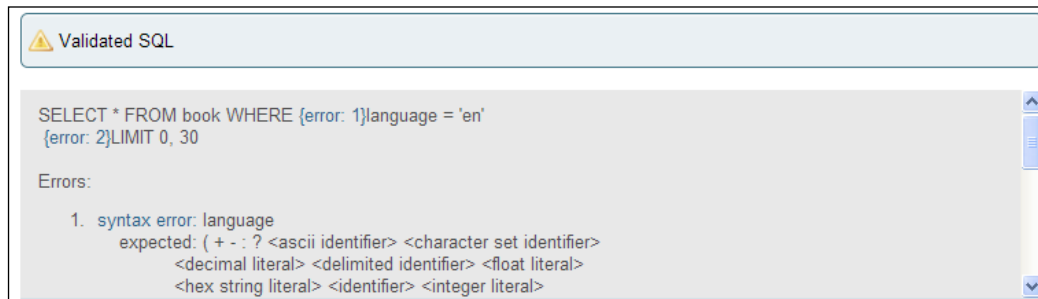 Validated SQL
SELECT * FROM book WHERE {error: 1}language = 'en'
{error: 2}LIMIT 0, 30
Errors:
1. syntax error: language
expected: ( + - : ? <ascii identifier> <character set identifier>
<decimal literal> <delimited identifier> <float literal>
<hex string literal> <identifier> <integer literal>